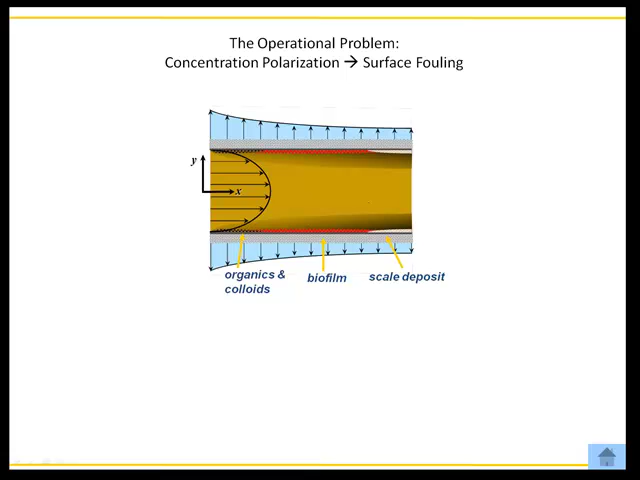 The Operational Problem:
Concentration Polarization → Surface Fouling
y
x
organics &
colloids
biofilm
scale deposit